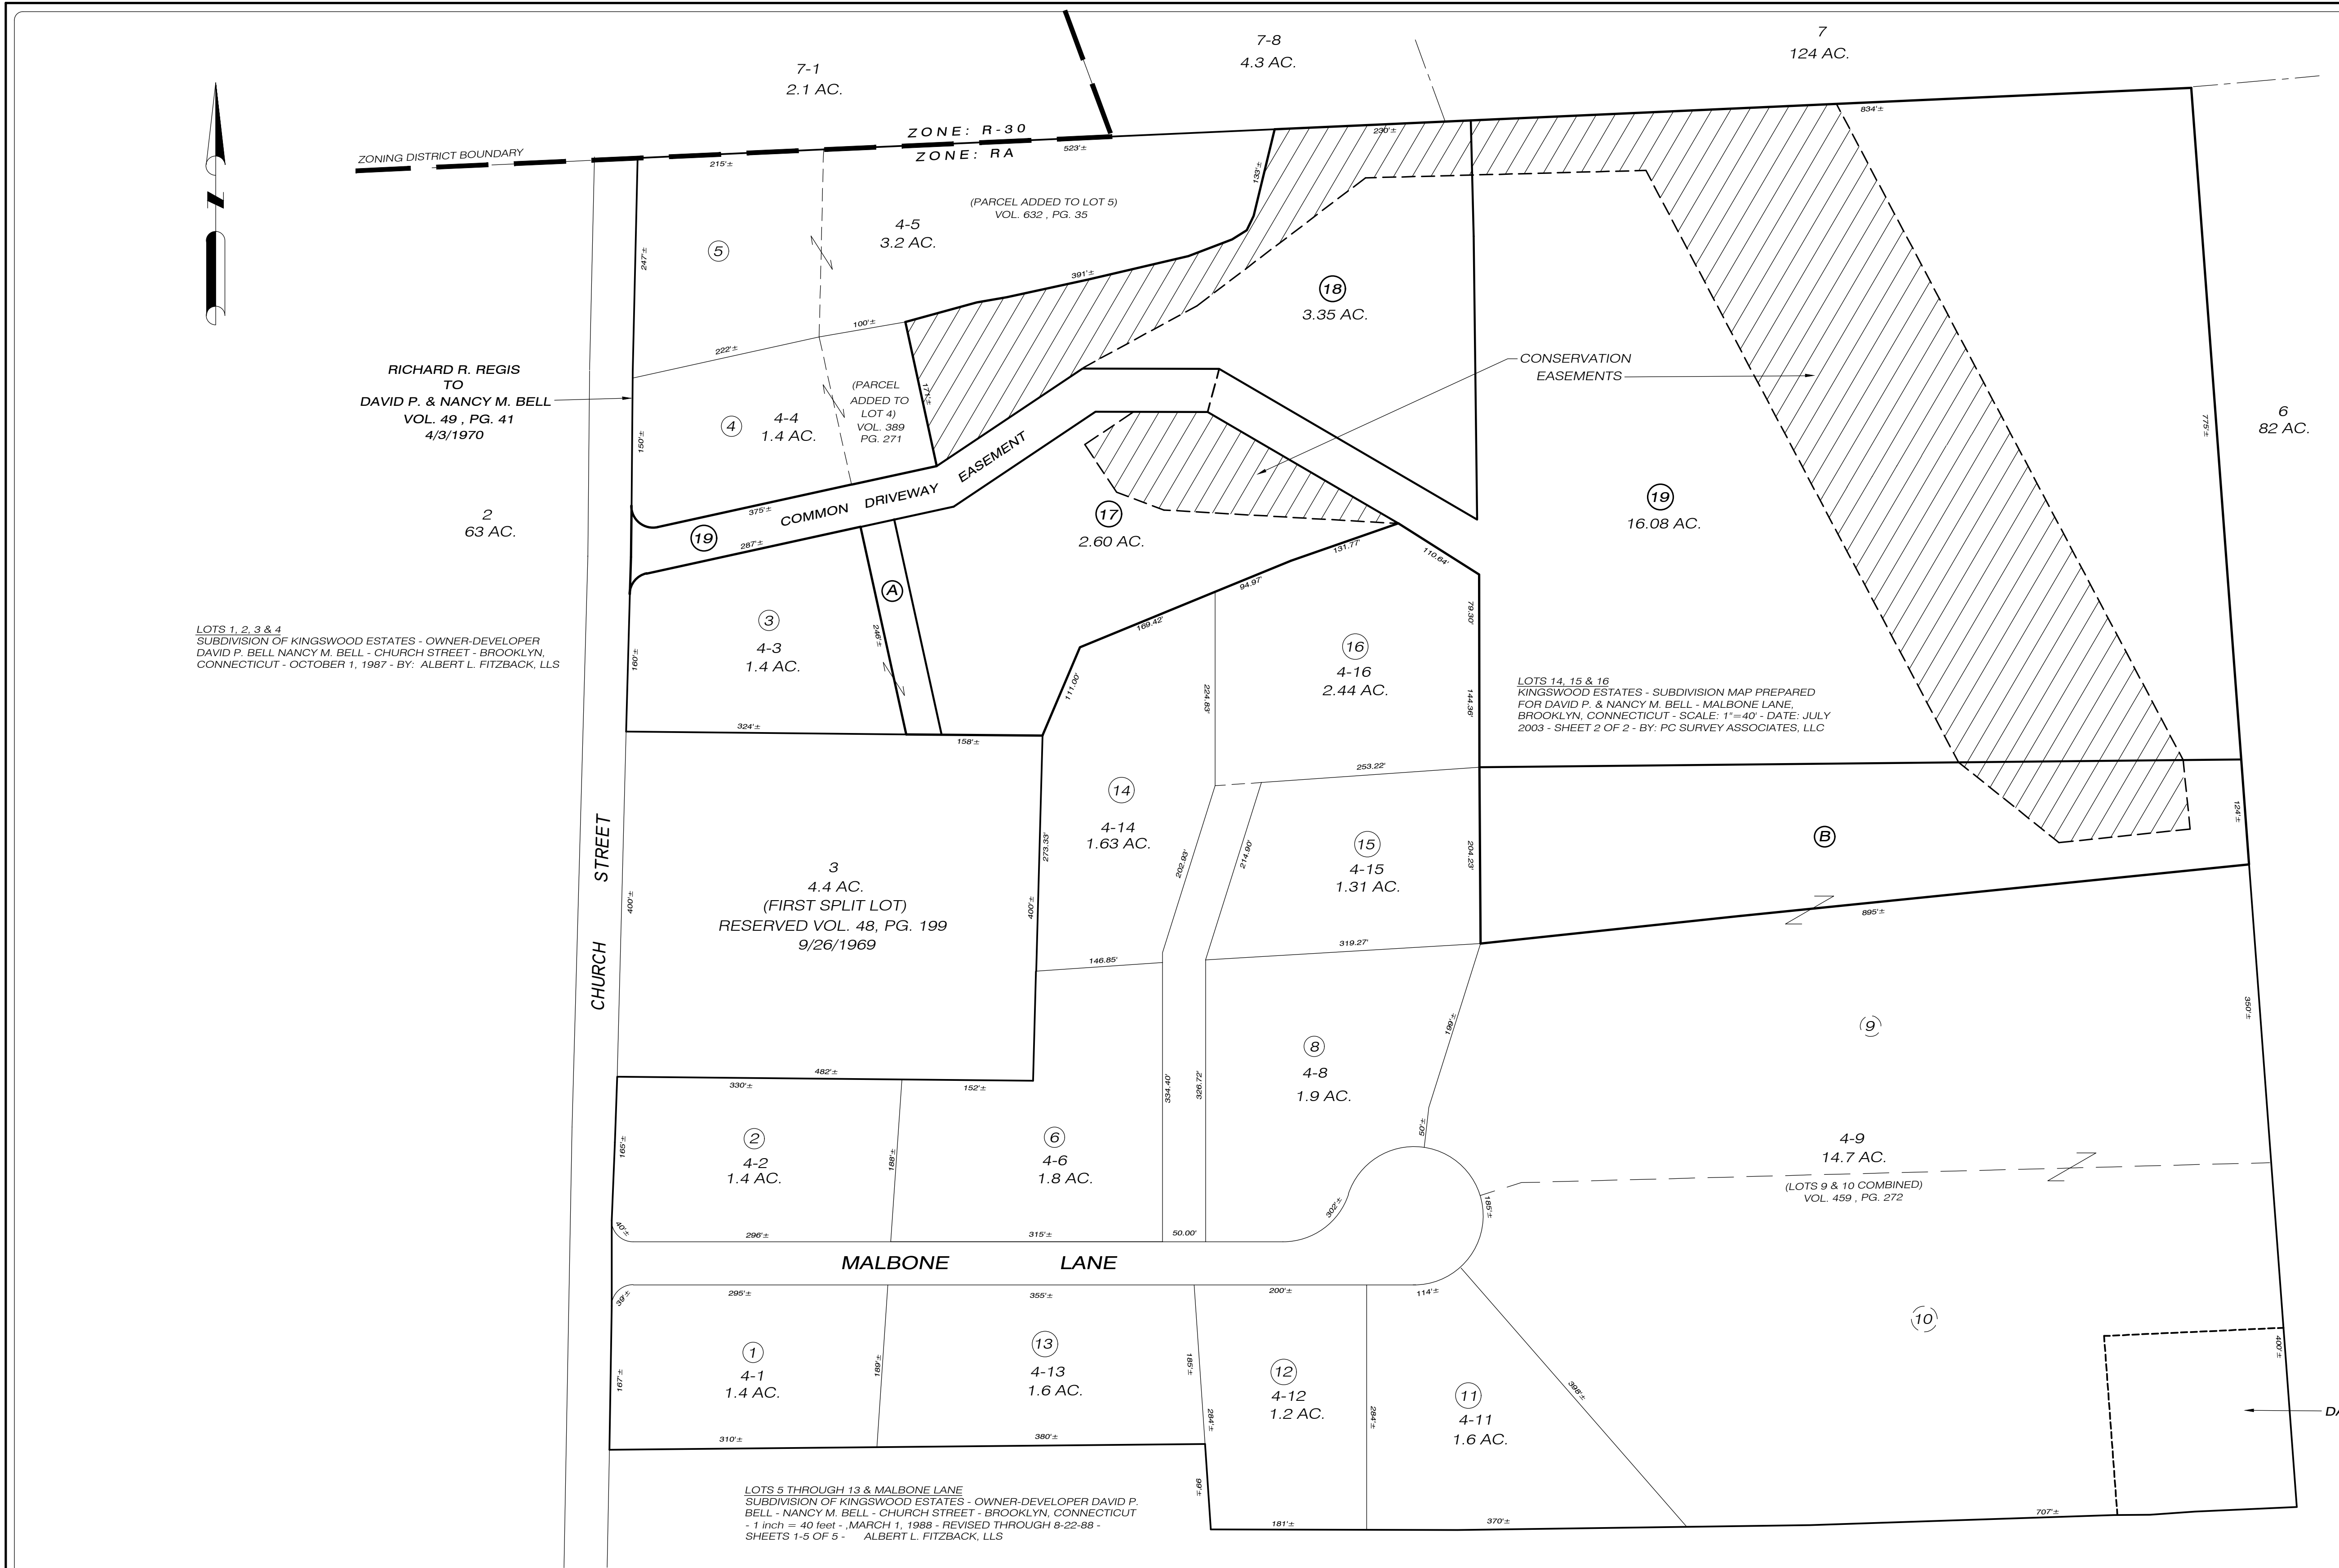 7-1
2.1 AC.
7-8
4.3 AC.
7
124 AC.
ZONING DISTRICT BOUNDARY
ZONE: R-30
ZONE: RA
215'±
523'±
230'±
834'±
133'±
(PARCEL ADDED TO LOT 5)
VOL. 632 , PG. 35
4-5
3.2 AC.
5
247'±
391'±
18
3.35 AC.
100'±
222'±
RICHARD R. REGIS
TO
DAVID P. & NANCY M. BELL
VOL. 49 , PG. 41
4/3/1970
CONSERVATION
EASEMENTS
171'±
(PARCEL
ADDED TO
LOT 4)
VOL. 389
PG. 271
4
4-4
1.4 AC.
150'±
775'±
6
82 AC.
2
63 AC.
COMMON DRIVEWAY EASEMENT
375'±
287'±
19
17
2.60 AC.
19
16.08 AC.
131.77'
110.64'
94.97'
169.42'
111.00'
A
246'±
3
4-3
1.4 AC.
160'±
324'±
158'±
79.30'
144.36'
16
4-16
2.44 AC.
224.83'
253.22'
LOTS 1, 2, 3 & 4
SUBDIVISION OF KINGSWOOD ESTATES - OWNER-DEVELOPER
DAVID P. BELL NANCY M. BELL - CHURCH STREET - BROOKLYN,
CONNECTICUT - OCTOBER 1, 1987 - BY: ALBERT L. FITZBACK, LLS
LOTS 14, 15 & 16
KINGSWOOD ESTATES - SUBDIVISION MAP PREPARED
FOR DAVID P. & NANCY M. BELL - MALBONE LANE,
BROOKLYN, CONNECTICUT - SCALE: 1"=40' - DATE: JULY
2003 - SHEET 2 OF 2 - BY: PC SURVEY ASSOCIATES, LLC
14
4-14
1.63 AC.
273.33'
202.93'
214.90'
15
4-15
1.31 AC.
204.23'
B
124'±
895'±
CHURCH STREET
3
4.4 AC.
(FIRST SPLIT LOT)
RESERVED VOL. 48, PG. 199
9/26/1969
400'±
400'±
146.85'
319.27'
482'±
330'±
152'±
334.40'
326.72'
8
4-8
1.9 AC.
199'±
50'±
9
350'±
165'±
2
4-2
1.4 AC.
188'±
6
4-6
1.8 AC.
4-9
14.7 AC.
(LOTS 9 & 10 COMBINED)
VOL. 459 , PG. 272
302'±
185'±
40'±
296'±
315'±
50.00'
MALBONE LANE
39'±
295'±
355'±
200'±
114'±
10
167'±
1
4-1
1.4 AC.
189'±
13
4-13
1.6 AC.
185'±
284'±
12
4-12
1.2 AC.
284'±
11
4-11
1.6 AC.
398'±
400'±
DA
310'±
380'±
99'±
181'±
370'±
707'±
LOTS 5 THROUGH 13 & MALBONE LANE
SUBDIVISION OF KINGSWOOD ESTATES - OWNER-DEVELOPER DAVID P.
BELL - NANCY M. BELL - CHURCH STREET - BROOKLYN, CONNECTICUT
- 1 inch = 40 feet - ,MARCH 1, 1988 - REVISED THROUGH 8-22-88 -
SHEETS 1-5 OF 5 - ALBERT L. FITZBACK, LLS